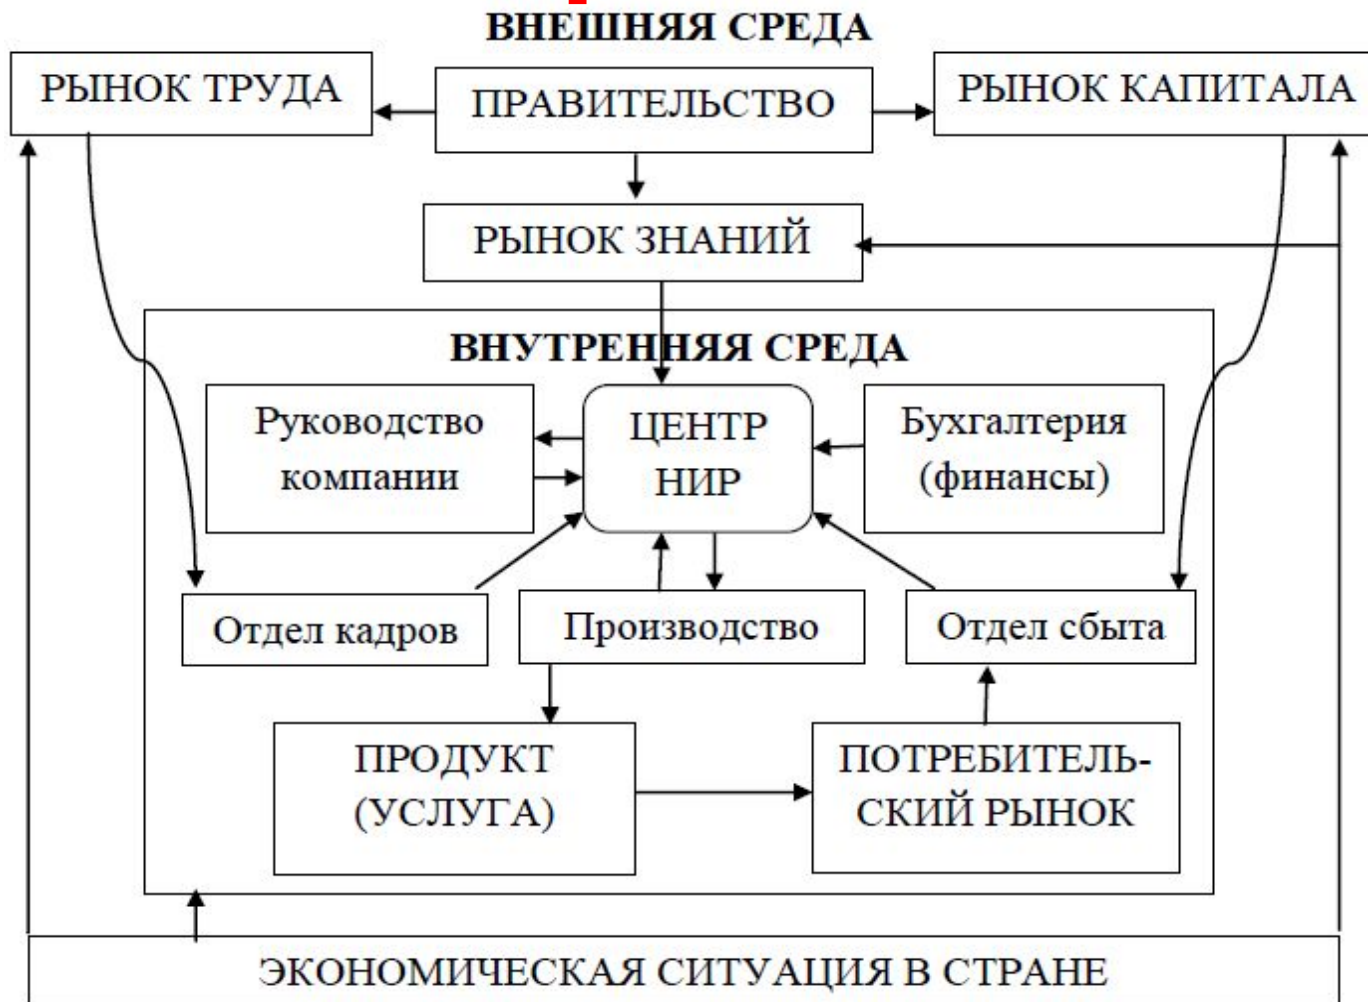 ВНЕШНЯЯ СРЕДА
РЫНОК ТРУДА
ПРАВИТЕЛЬСТВО
РЫНОК КАПИТАЛА
РЫНОК ЗНАНИЙ
ВНУТРЕННЯЯ СРЕДА
Руководство
компании
ЦЕНТР
НИР
Бухгалтерия
(финансы)
Отдел кадров
Производство
Отдел сбыта
ПРОДУКТ
(УСЛУГА)
ПОТРЕБИТЕЛЬ-
СКИЙ РЫНОК
ЭКОНОМИЧЕСКАЯ СИТУАЦИЯ В СТРАНЕ